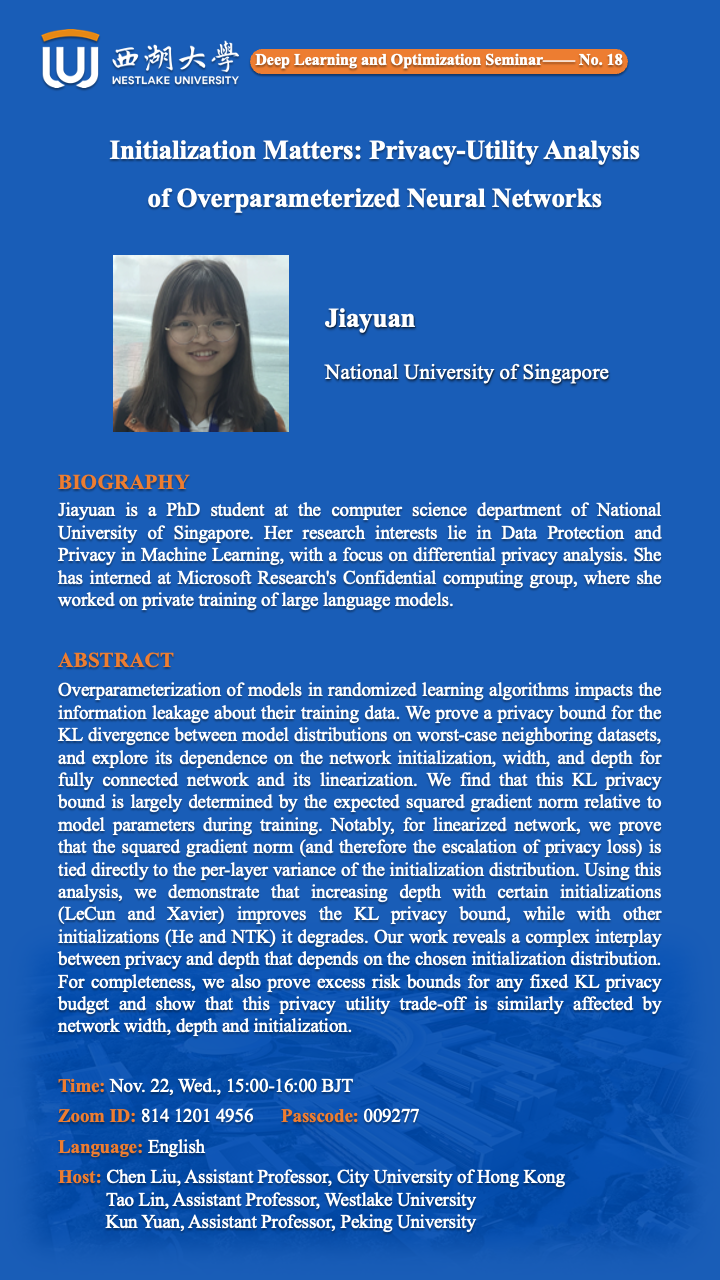 西湖大學
WESTLAKE UNIVERSITY
Deep Learning and Optimization Seminar—— No. 18
Initialization Matters: Privacy-Utility Analysis
of Overparameterized Neural Networks
Jiayuan
National University of Singapore
BIOGRAPHY
Jiayuan is a PhD student at the computer science department of National
University of Singapore. Her research interests lie in Data Protection and
Privacy in Machine Learning, with a focus on differential privacy analysis. She
has interned at Microsoft Research's Confidential computing group, where she
worked on private training of large language models.
ABSTRACT
Overparameterization of models in randomized learning algorithms impacts the
information leakage about their training data. We prove a privacy bound for the
KL divergence between model distributions on worst-case neighboring datasets,
and explore its dependence on the network initialization, width, and depth for
fully connected network and its linearization. We find that this KL privacy
bound is largely determined by the expected squared gradient norm relative to
model parameters during training. Notably, for linearized network, we prove
that the squared gradient norm (and therefore the escalation of privacy loss) is
tied directly to the per-layer variance of the initialization distribution. Using this
analysis, we demonstrate that increasing depth with certain initializations
(LeCun and Xavier) improves the KL privacy bound, while with other
initializations (He and NTK) it degrades. Our work reveals a complex interplay
between privacy and depth that depends on the chosen initialization distribution.
For completeness, we also prove excess risk bounds for any fixed KL privacy
budget and show that this privacy utility trade-off is similarly affected by
network width, depth and initialization.
Time: Nov. 22, Wed., 15:00-16:00 BJT
Zoom ID: 814 1201 4956 Passcode: 009277
Language: English
Host: Chen Liu, Assistant Professor, City University of Hong Kong
Tao Lin, Assistant Professor, Westlake University
Kun Yuan, Assistant Professor, Peking University